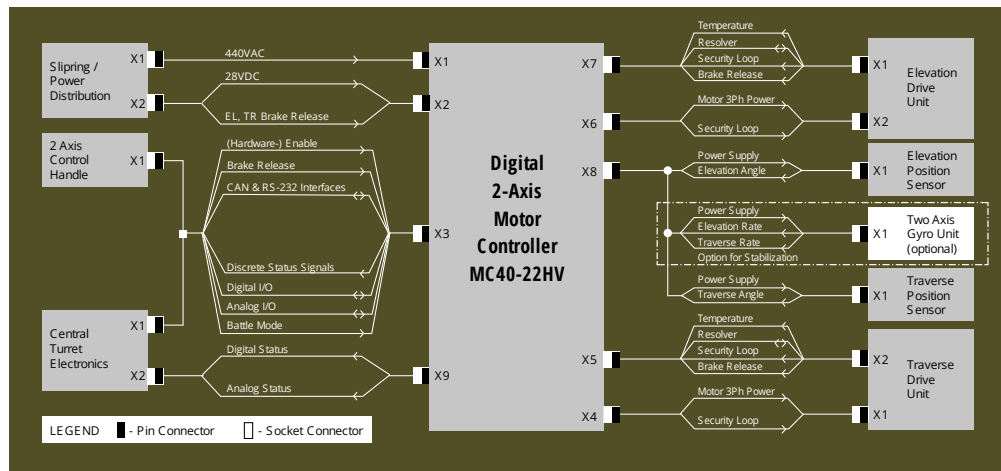 Slipring /
Power
Distribution
X1
X2
2 Axis
Control
Handle
X1
Central
Turret
Electronics
X1
X2
440VAC
28VDC
EL, TR Brake Release
(Hardware-) Enable
Brake Release
CAN & RS-232 Interfaces
Discrete Status Signals
Digital I/O
Analog I/O
Battle Mode
Digital Status
Analog Status
X1
X2
X3
X9
Digital
2-Axis
Motor
Controller
MC40-22HV
X7
X6
X8
X5
X4
Temperature
Resolver
Security Loop
Brake Release
Motor 3Ph Power
Security Loop
Power Supply
Elevation Angle
Power Supply
Elevation Rate
Traverse Rate
Option for Stabilization
Power Supply
Traverse Angle
Temperature
Resolver
Security Loop
Brake Release
Motor 3Ph Power
Security Loop
X1
X2
Elevation
Drive
Unit
X1
Elevation
Position
Sensor
X1
Two Axis
Gyro Unit
(optional)
X1
Traverse
Position
Sensor
X2
X1
Traverse
Drive
Unit
LEGEND - Pin Connector - Socket Connector